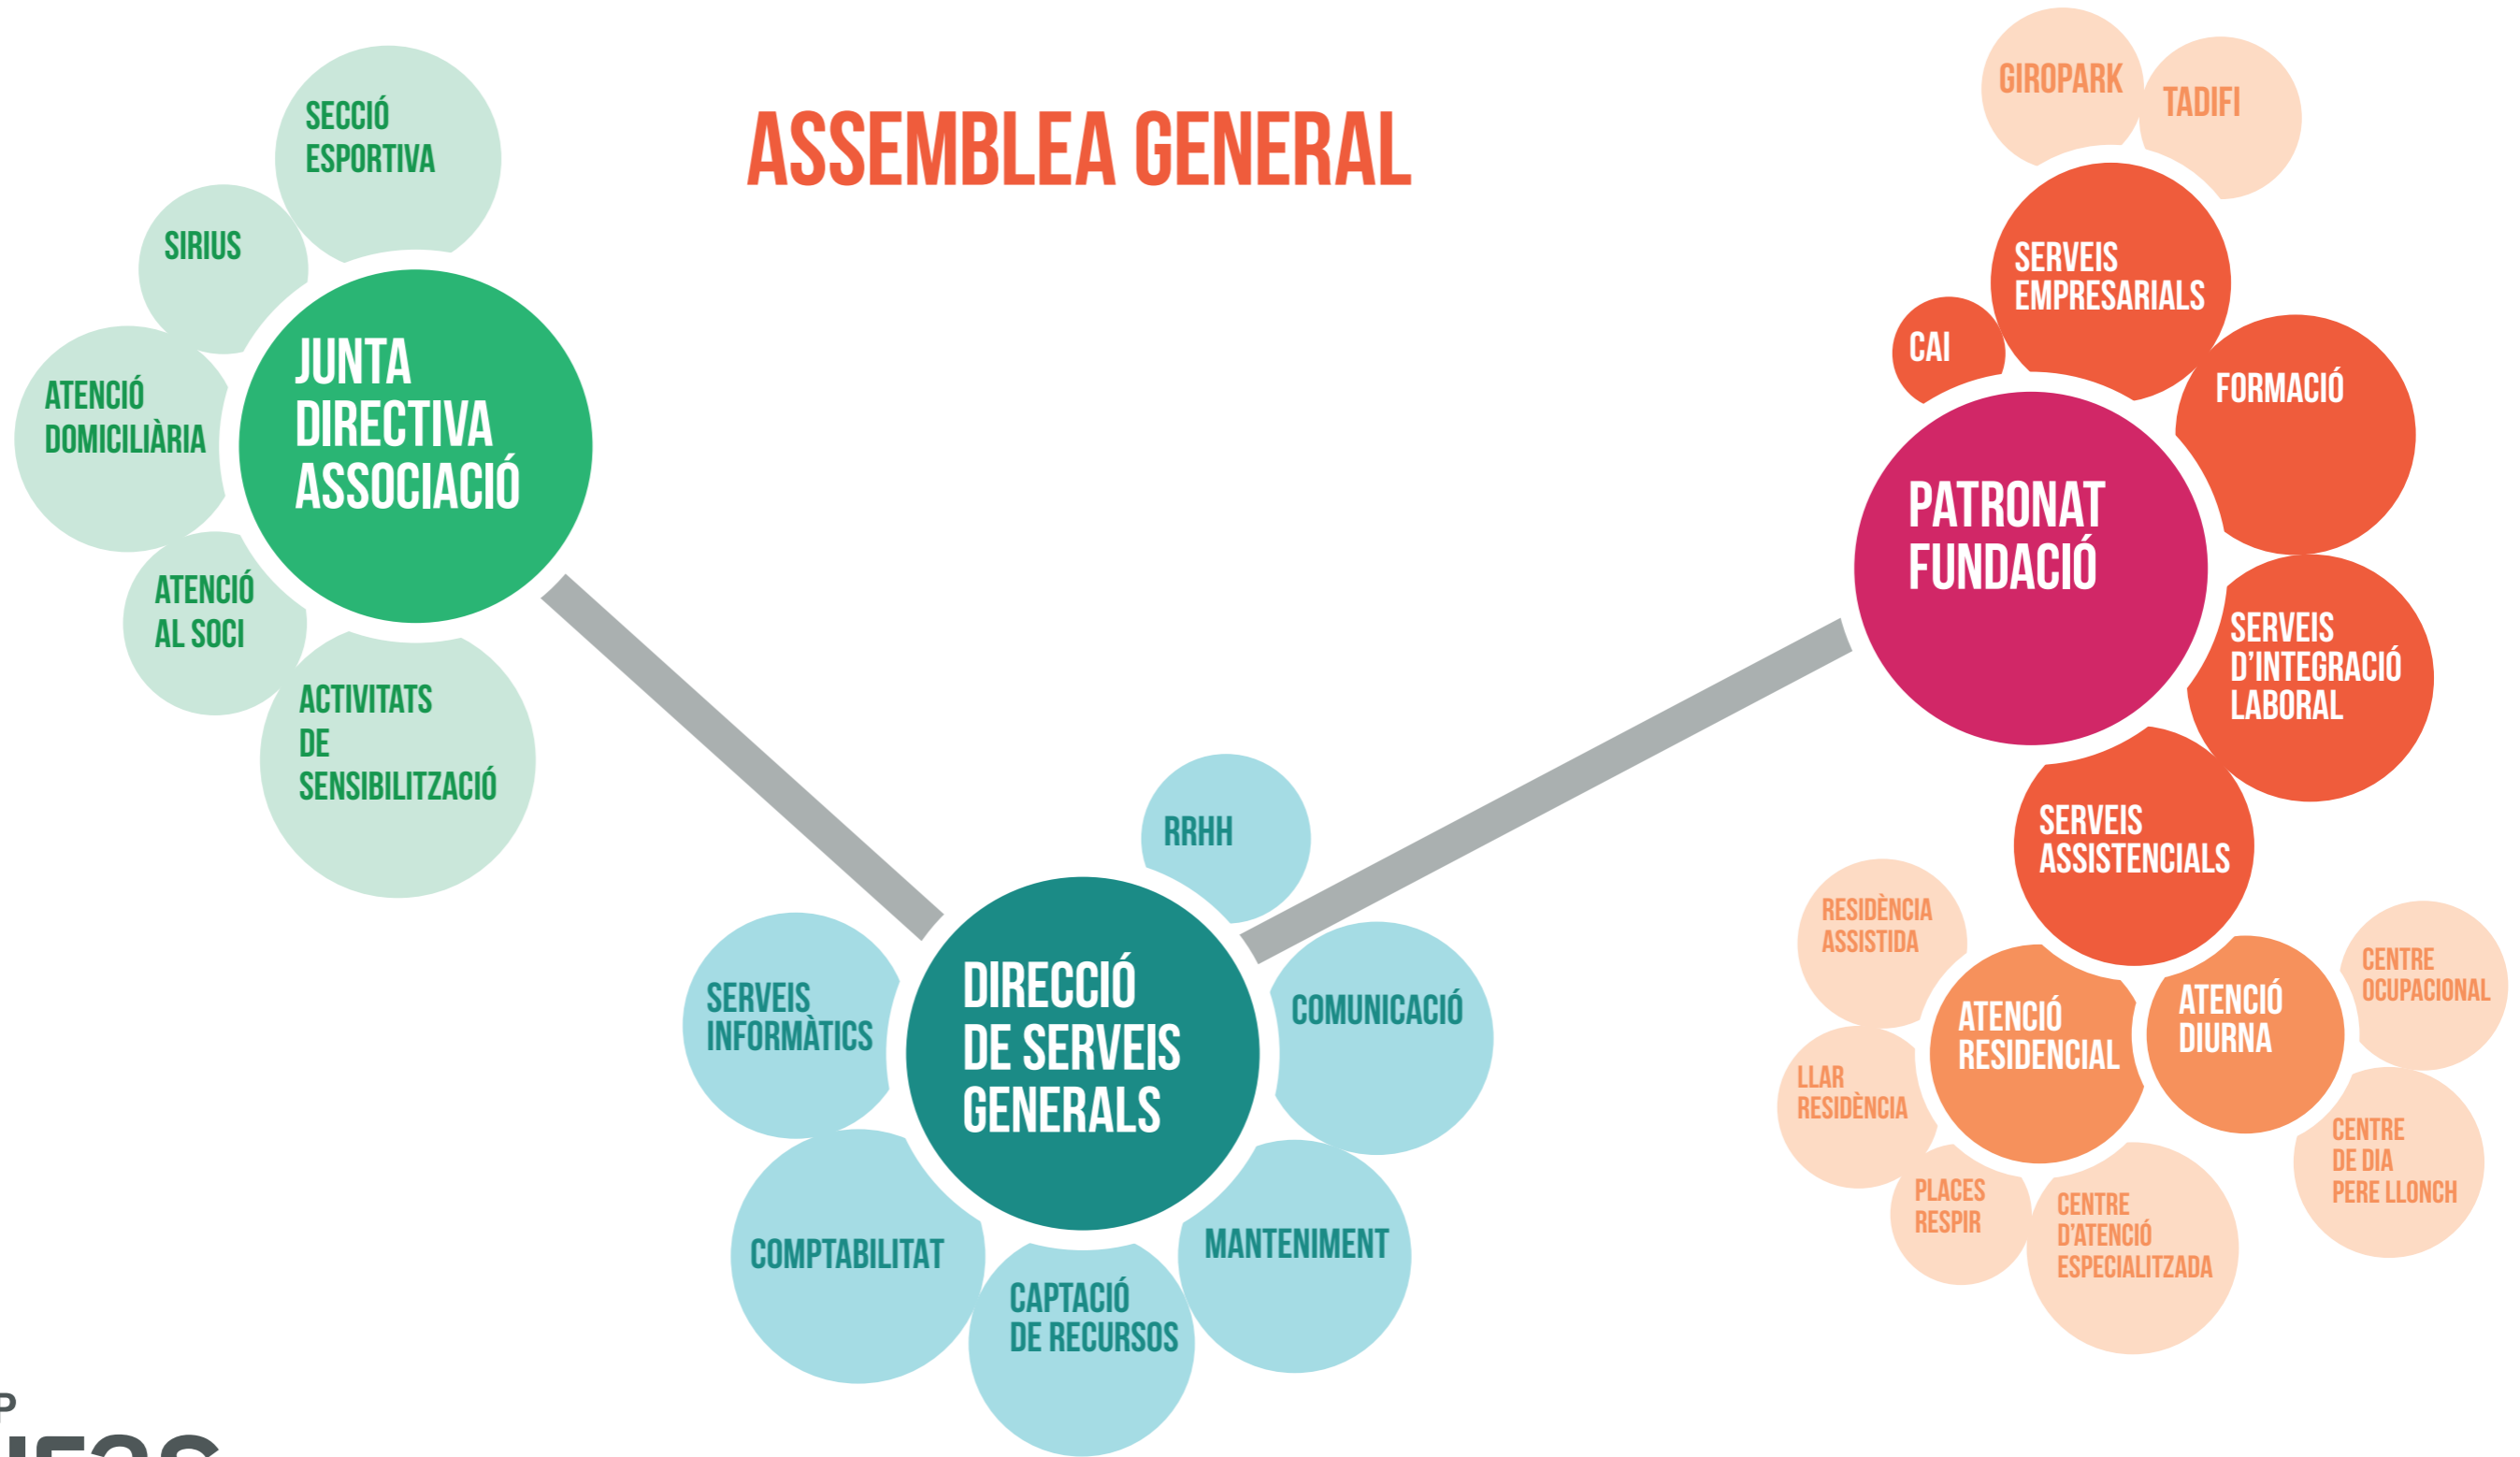 ASSEMBLEA GENERAL
SECCIÓ
ESPORTIVA
SIRIUS
ATENCIÓ
DOMICILIÀRIA
ATENCIÓ
AL SOCI
ACTIVITATS
DE
SENSIBILITZACIÓ
JUNTA
DIRECTIVA
ASSOCIACIÓ
RRHH
SERVEIS
INFORMÀTICS
DIRECCIÓ
DE SERVEIS
GENERALS
COMUNICACIÓ
COMPTABILITAT
CAPTACIÓ
DE RECURSOS
MANTENIMENT
GIROPARK
TADIFI
SERVEIS
EMPRESARIALS
CAI
FORMACIÓ
PATRONAT
FUNDACIÓ
SERVEIS
D'INTEGRACIÓ
LABORAL
SERVEIS
ASSISTENCIALS
RESIDÈNCIA
ASSISTIDA
ATENCIÓ
RESIDENCIAL
LLAR
RESIDÈNCIA
PLACES
RESPIR
CENTRE
D'ATENCIÓ
ESPECIALITZADA
ATENCIÓ
DIURNA
CENTRE
OCUPACIONAL
CENTRE
DE DIA
PERE LLONCH